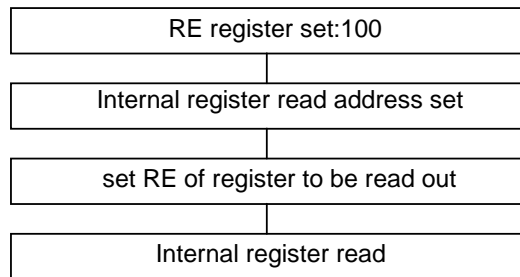 RE register set:100
Internal register read address set
set RE of register to be read out
Internal register read